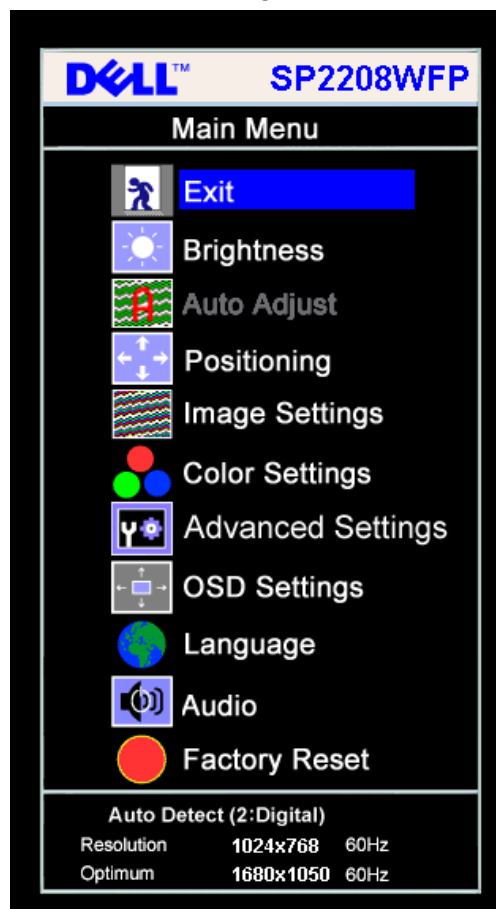 DELL™ SP2208WFP
Main Menu
Exit
Brightness
A
Auto Adjust
Positioning
Image Settings
Color Settings
Advanced Settings
OSD Settings
Language
Audio
Factory Reset
Auto Detect (2:Digital)
Resolution 1024x768 60Hz
Optimum 1680x1050 60Hz